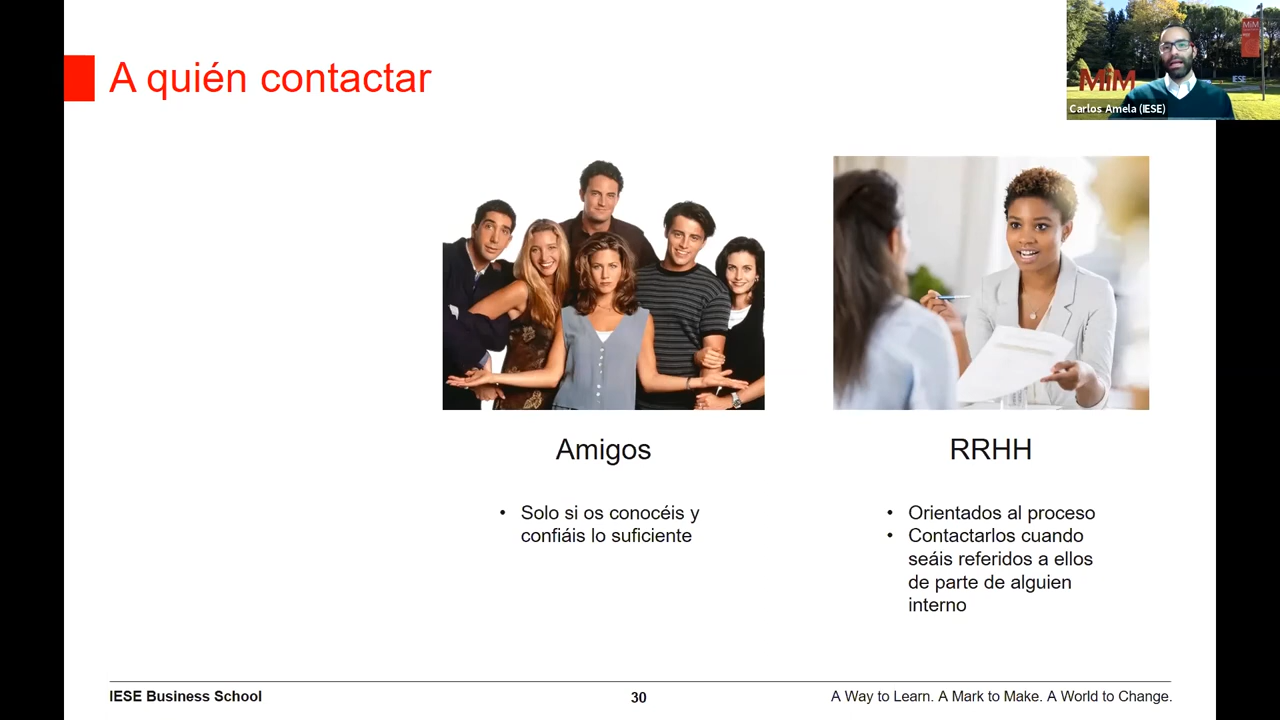 A quién contactar
MiM
MiM
IESE
Carlos Amela (IESE)
Amigos
• Solo si os conocéis y
confiáis lo suficiente
RRHH
• Orientados al proceso
• Contactarlos cuando
seáis referidos a ellos
de parte de alguien
interno
IESE Business School
30
A Way to Learn. A Mark to Make. A World to Change.